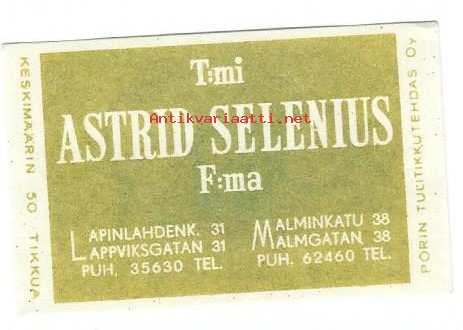 T:mi
ASTRID SELENIUS
F:ma
LAPINLAHDENK. 31
LAPPVIKSGATAN 31
PUH. 35630 TEL.
MALMINKATU 38
MALMGATAN 38
PUH. 62460 TEL.
KESKIMÄÄRIN 50 TIKKUA
PORIN TULITIKKUTEHDAS OY
Antikvariaatti.net